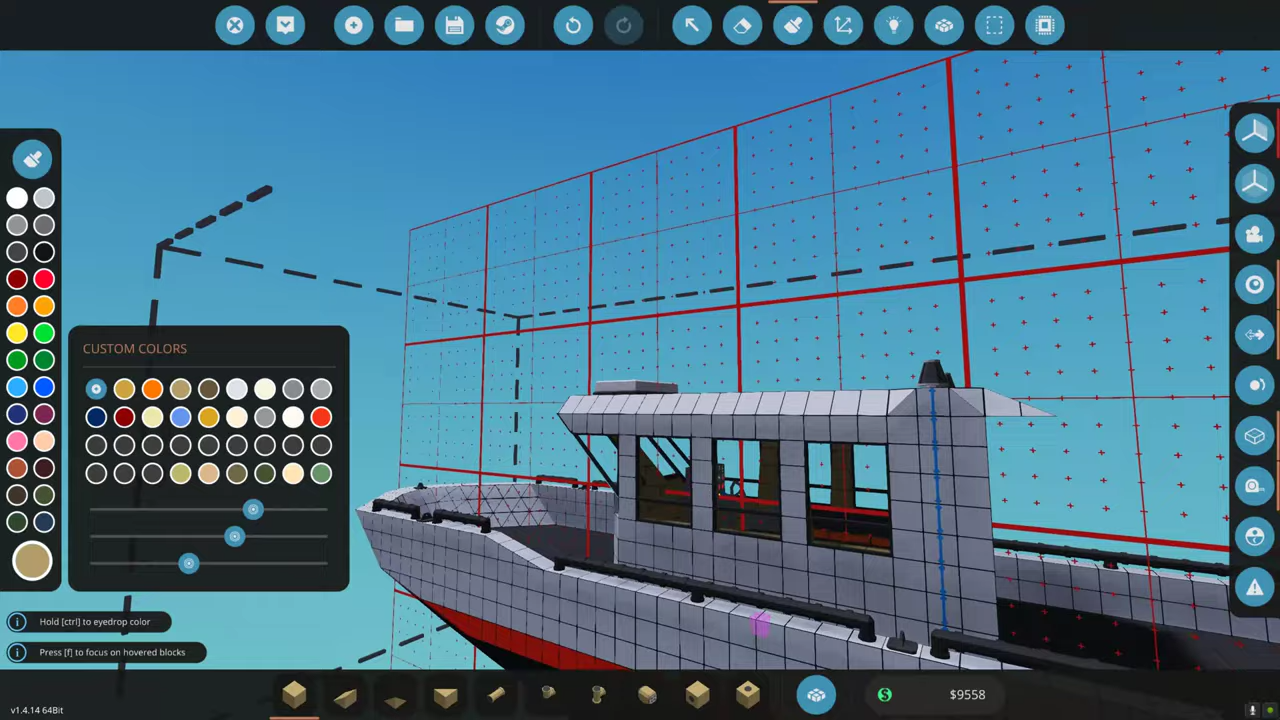 CUSTOM COLORS
Hold [ctrl] to eyedrop color
Press [f] to focus on hovered blocks
$9558
v1.4.14 64Bit